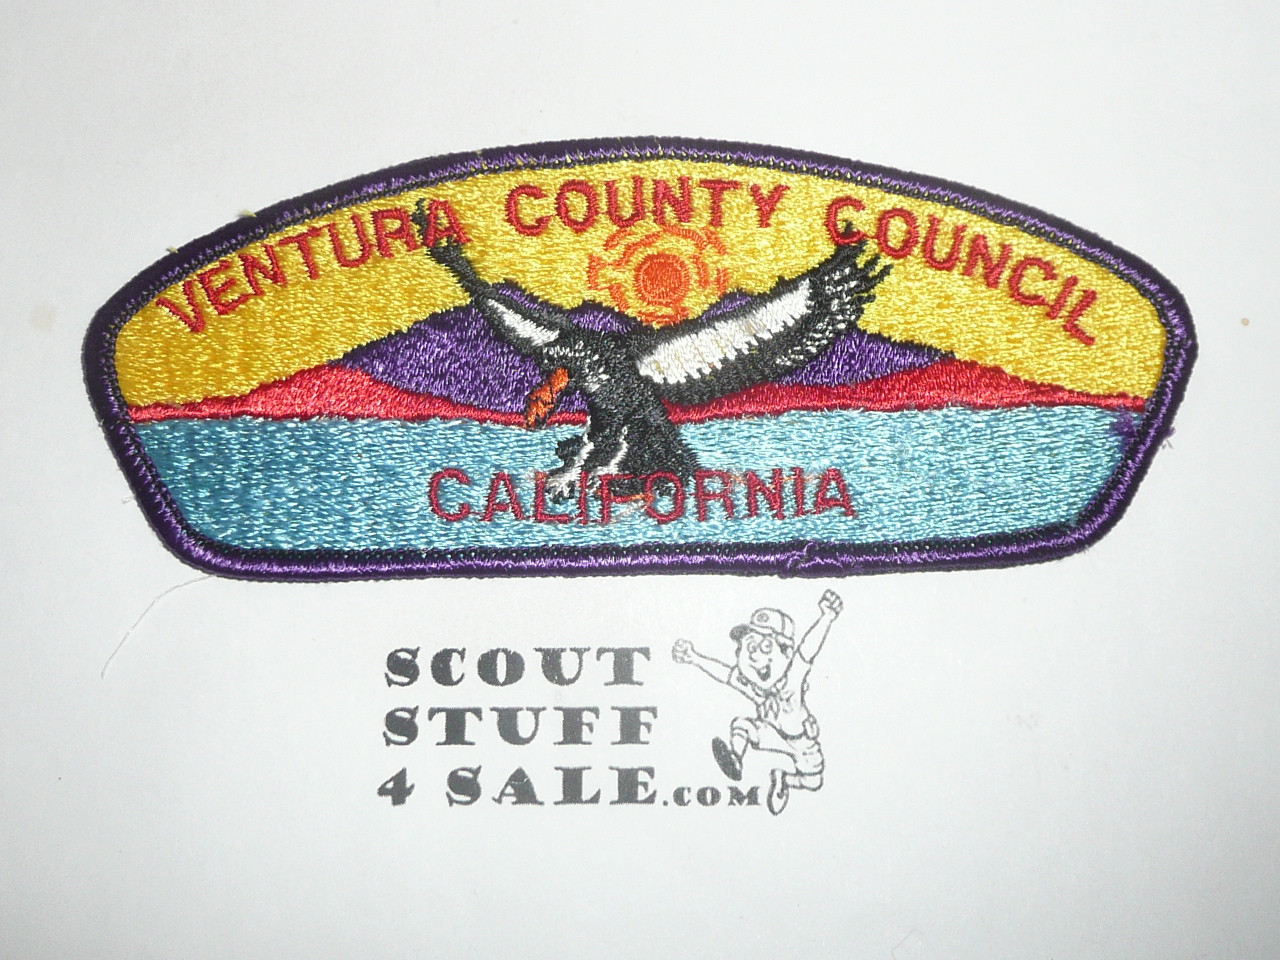 VENTURA COUNTY COUNCIL
CALIFORNIA
SCOUT
STUFF
4 SALE.COM